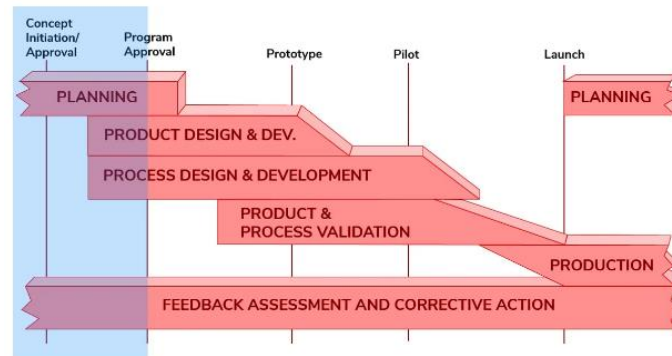 Concept
Initiation/
Approval
Program
Approval
Prototype
Pilot
Launch
PLANNING
PLANNING
PRODUCT DESIGN & DEV.
PROCESS DESIGN & DEVELOPMENT
PRODUCT &
PROCESS VALIDATION
PRODUCTION
FEEDBACK ASSESSMENT AND CORRECTIVE ACTION